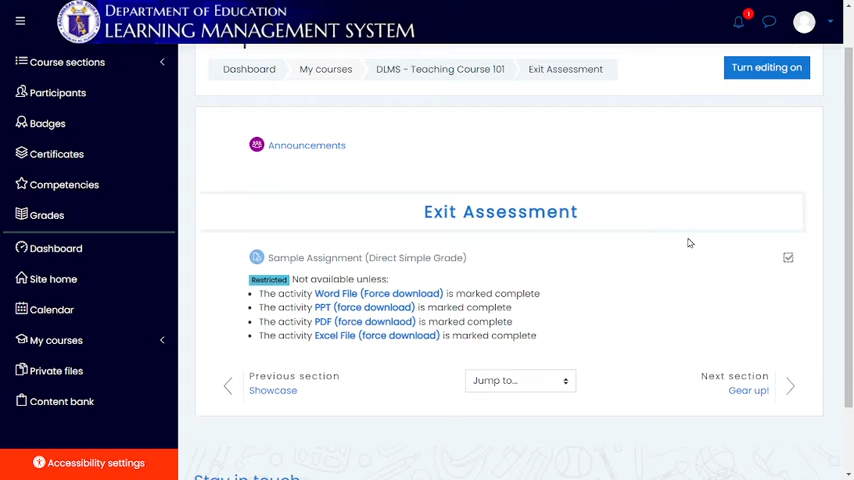 DEPARTMENT OF EDUCATION
LEARNING MANAGEMENT SYSTEM
1
Course sections
Participants
Badges
Certificates
Competencies
Grades
Dashboard
Site home
Calendar
My courses
Private files
Content bank
Accessibility settings
Dashboard
My courses
DLMS - Teaching Course 101
Exit Assessment
Turn editing on
Announcements
Exit Assessment
Sample Assignment (Direct Simple Grade)
Restricted Not available unless:
• The activity Word File (Force download) is marked complete
• The activity PPT (force download) is marked complete
• The activity PDF (force downlaod) is marked complete
• The activity Excel File (force download) is marked complete
Previous section
Showcase
Jump to...
Next section
Gear up!
Stay in touch